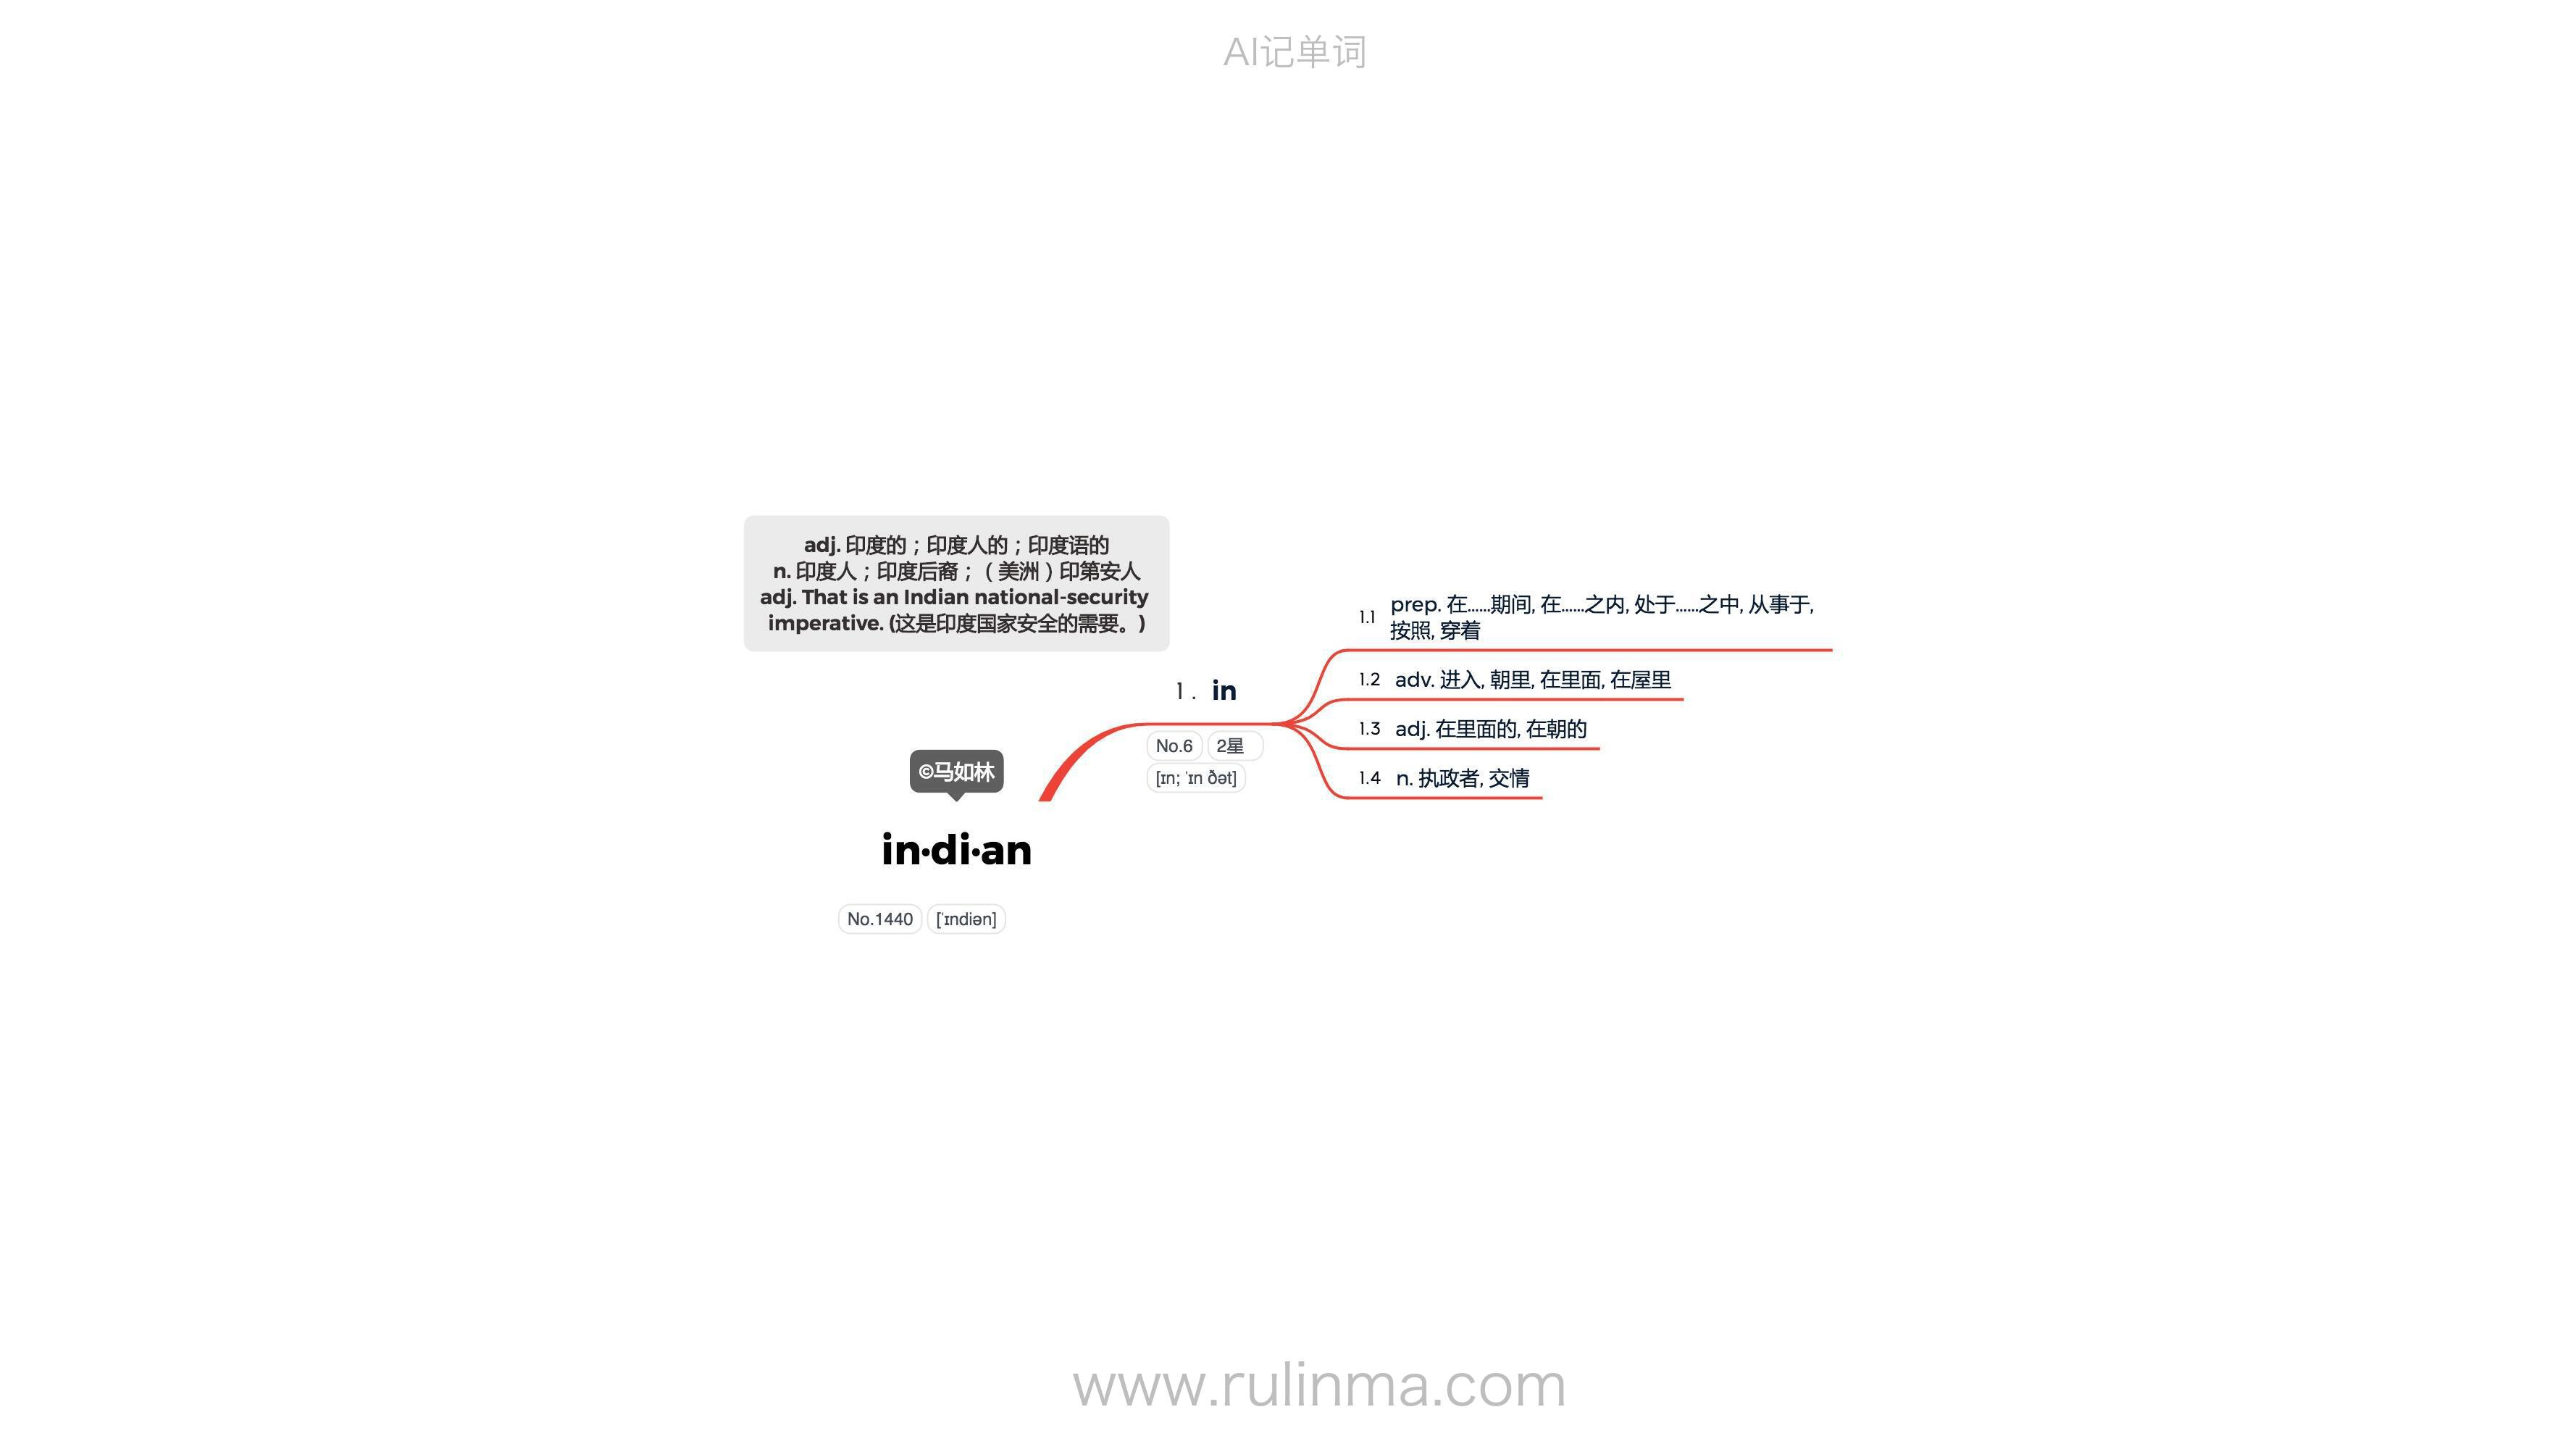 AI记单词
adj. 印度的；印度人的；印度语的
n. 印度人；印度后裔；（美洲）印第安人
adj. That is an Indian national-security
imperative. (这是印度国家安全的需要。)
1. in
No.6 2星
[ɪn; ˈɪn ðət]
1.1 prep. 在……期间, 在……之内, 处于……之中, 从事于,
按照, 穿着
1.2 adv. 进入, 朝里, 在里面, 在屋里
1.3 adj. 在里面的, 在朝的
1.4 n. 执政者, 交情
©马如林
in·di·an
No.1440 [ˈɪndiən]
www.rulinma.com